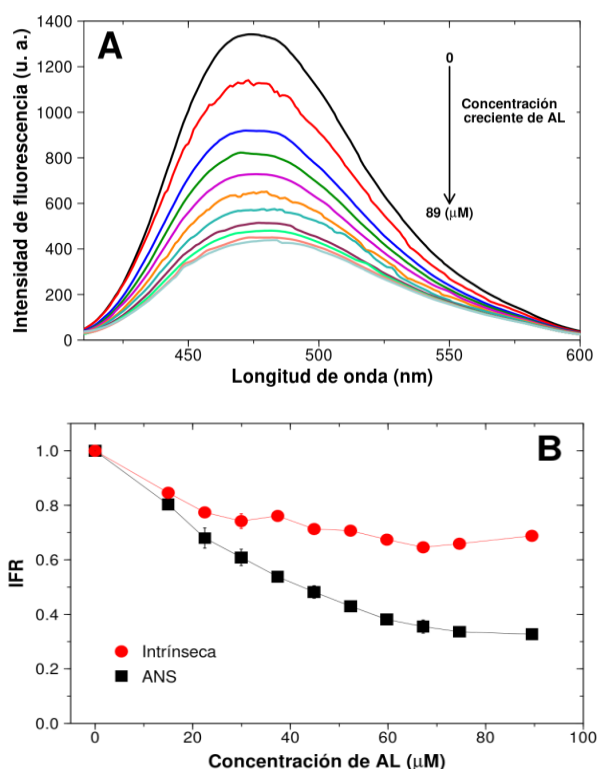 A
Intensidad de fluorescencia (u. a.)
1400
1200
1000
800
600
400
200
0
0
Concentración
creciente de AL
89 (μM)
450
500
550
600
Longitud de onda (nm)
B
IFR
1.0
0.8
0.6
0.4
0.2
0.0
Intrínseca
ANS
0
20
40
60
80
100
Concentración de AL (μM)